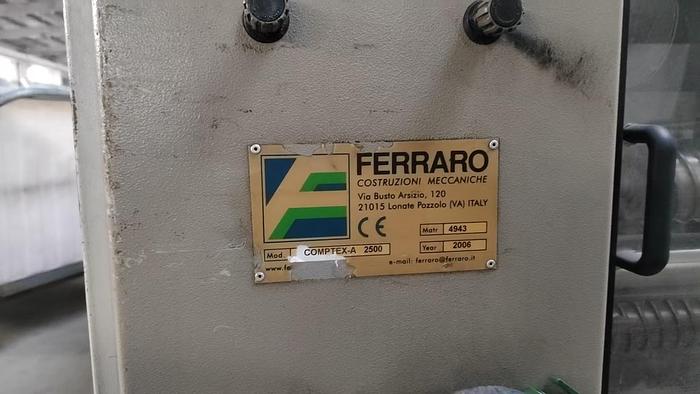 FERRARO
COSTRUZIONI MECCANICHE
Via Busto Arsizio, 120
21015 Lonate Pozzolo (VA) ITALY
CE
Matr 4943
Mod. COMPTEX-A 2500
Year 2006
e-mail: ferraro@ferraro.it